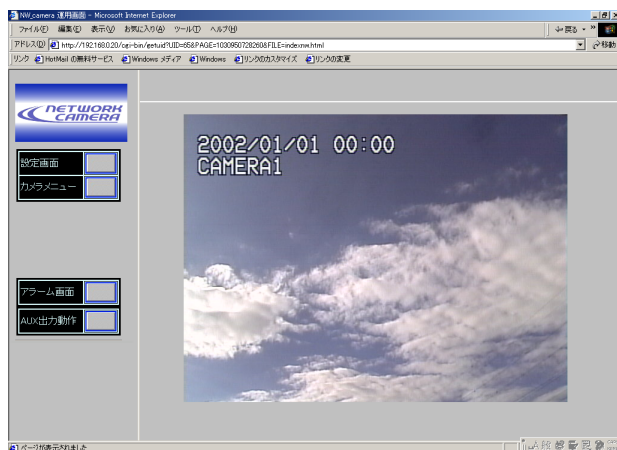 NW_camera 運用画面 - Microsoft Internet Explorer
ファイル(F) 編集(E) 表示(V) お気に入り(A) ツール(T) ヘルプ(H)
戻る
アドレス(D) http://192.168.0.20/cgi-bin/getuid?UID=65&PAGE=1030950728260&FILE=indexnw.html
移動
リンク HotMail の無料サービス Windows メディア Windows リンクのカスタマイズ リンクの変更
NETWORK
CAMERA
2002/01/01 00:00
CAMERA1
設定画面
カメラメニュー
アラーム画面
AUX出力動作
ページが表示されました